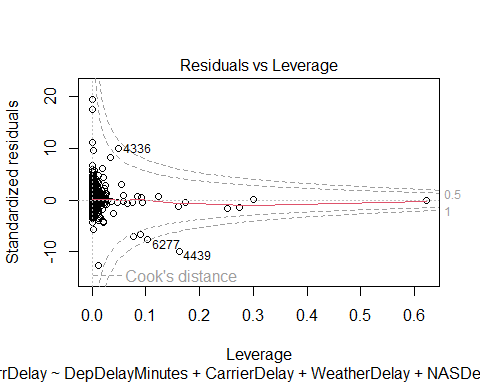 Residuals vs Leverage
Standardized residuals
20
10
0
-10
4336
6277
4439
0.5
1
Cook's distance
0.0 0.1 0.2 0.3 0.4 0.5 0.6
Leverage
rrDelay ~ DepDelayMinutes + CarrierDelay + WeatherDelay + NASDe